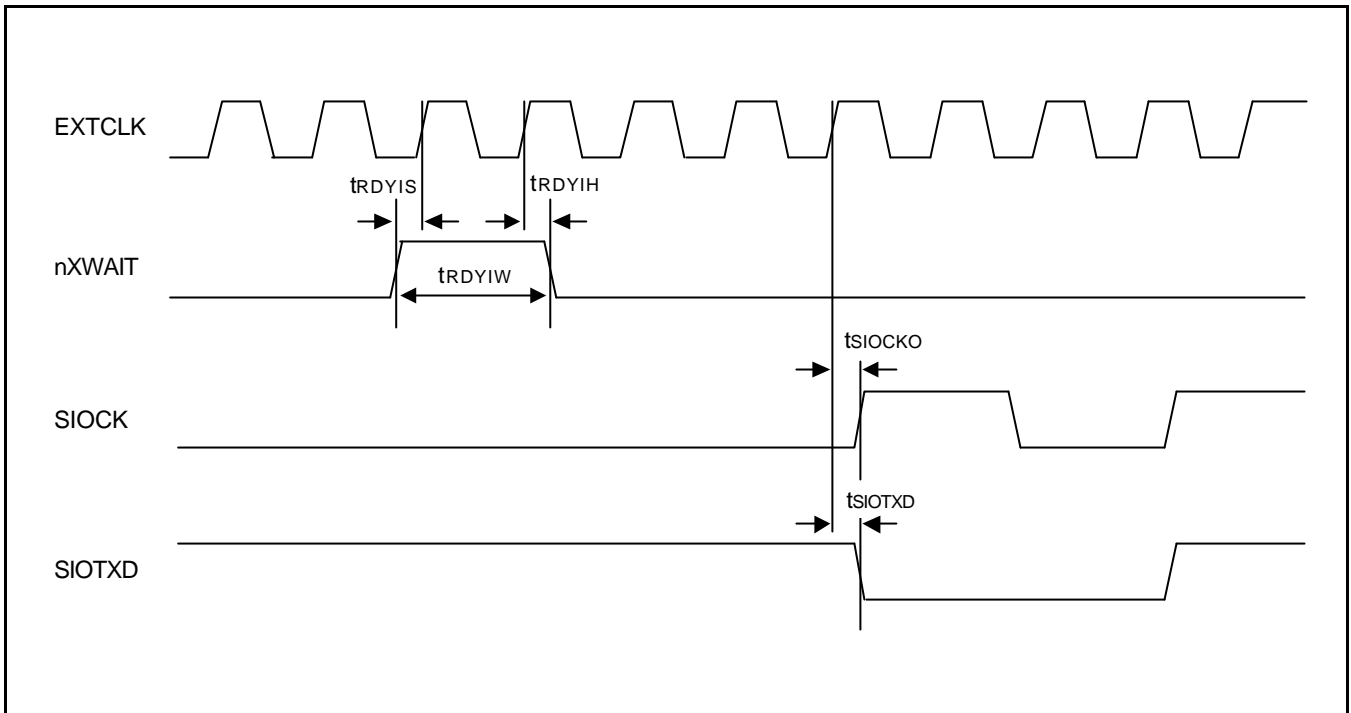 EXTCLK
tRDYIS
tRDYIH
nXWAIT
tRDYIW
tSIOCKO
SIOCK
tSIOTXD
SIOTXD